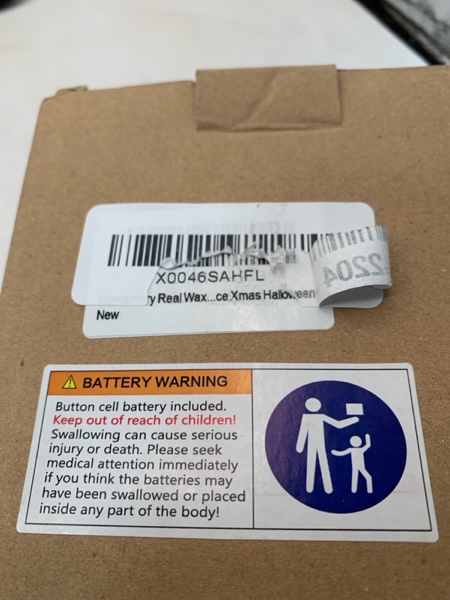 X0046SAHFL
ry Real Wax...ce Xmas Halloween
New
2204
BATTERY WARNING
Button cell battery included.
Keep out of reach of children!
Swallowing can cause serious
injury or death. Please seek
medical attention immediately
if you think the batteries may
have been swallowed or placed
inside any part of the body!